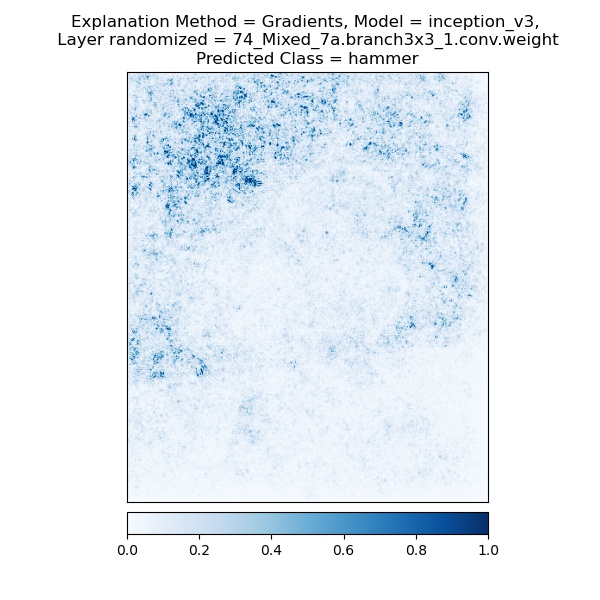 Explanation Method = Gradients, Model = inception_v3,
Layer randomized = 74_Mixed_7a.branch3x3_1.conv.weight
Predicted Class = hammer
0.0 0.2 0.4 0.6 0.8 1.0